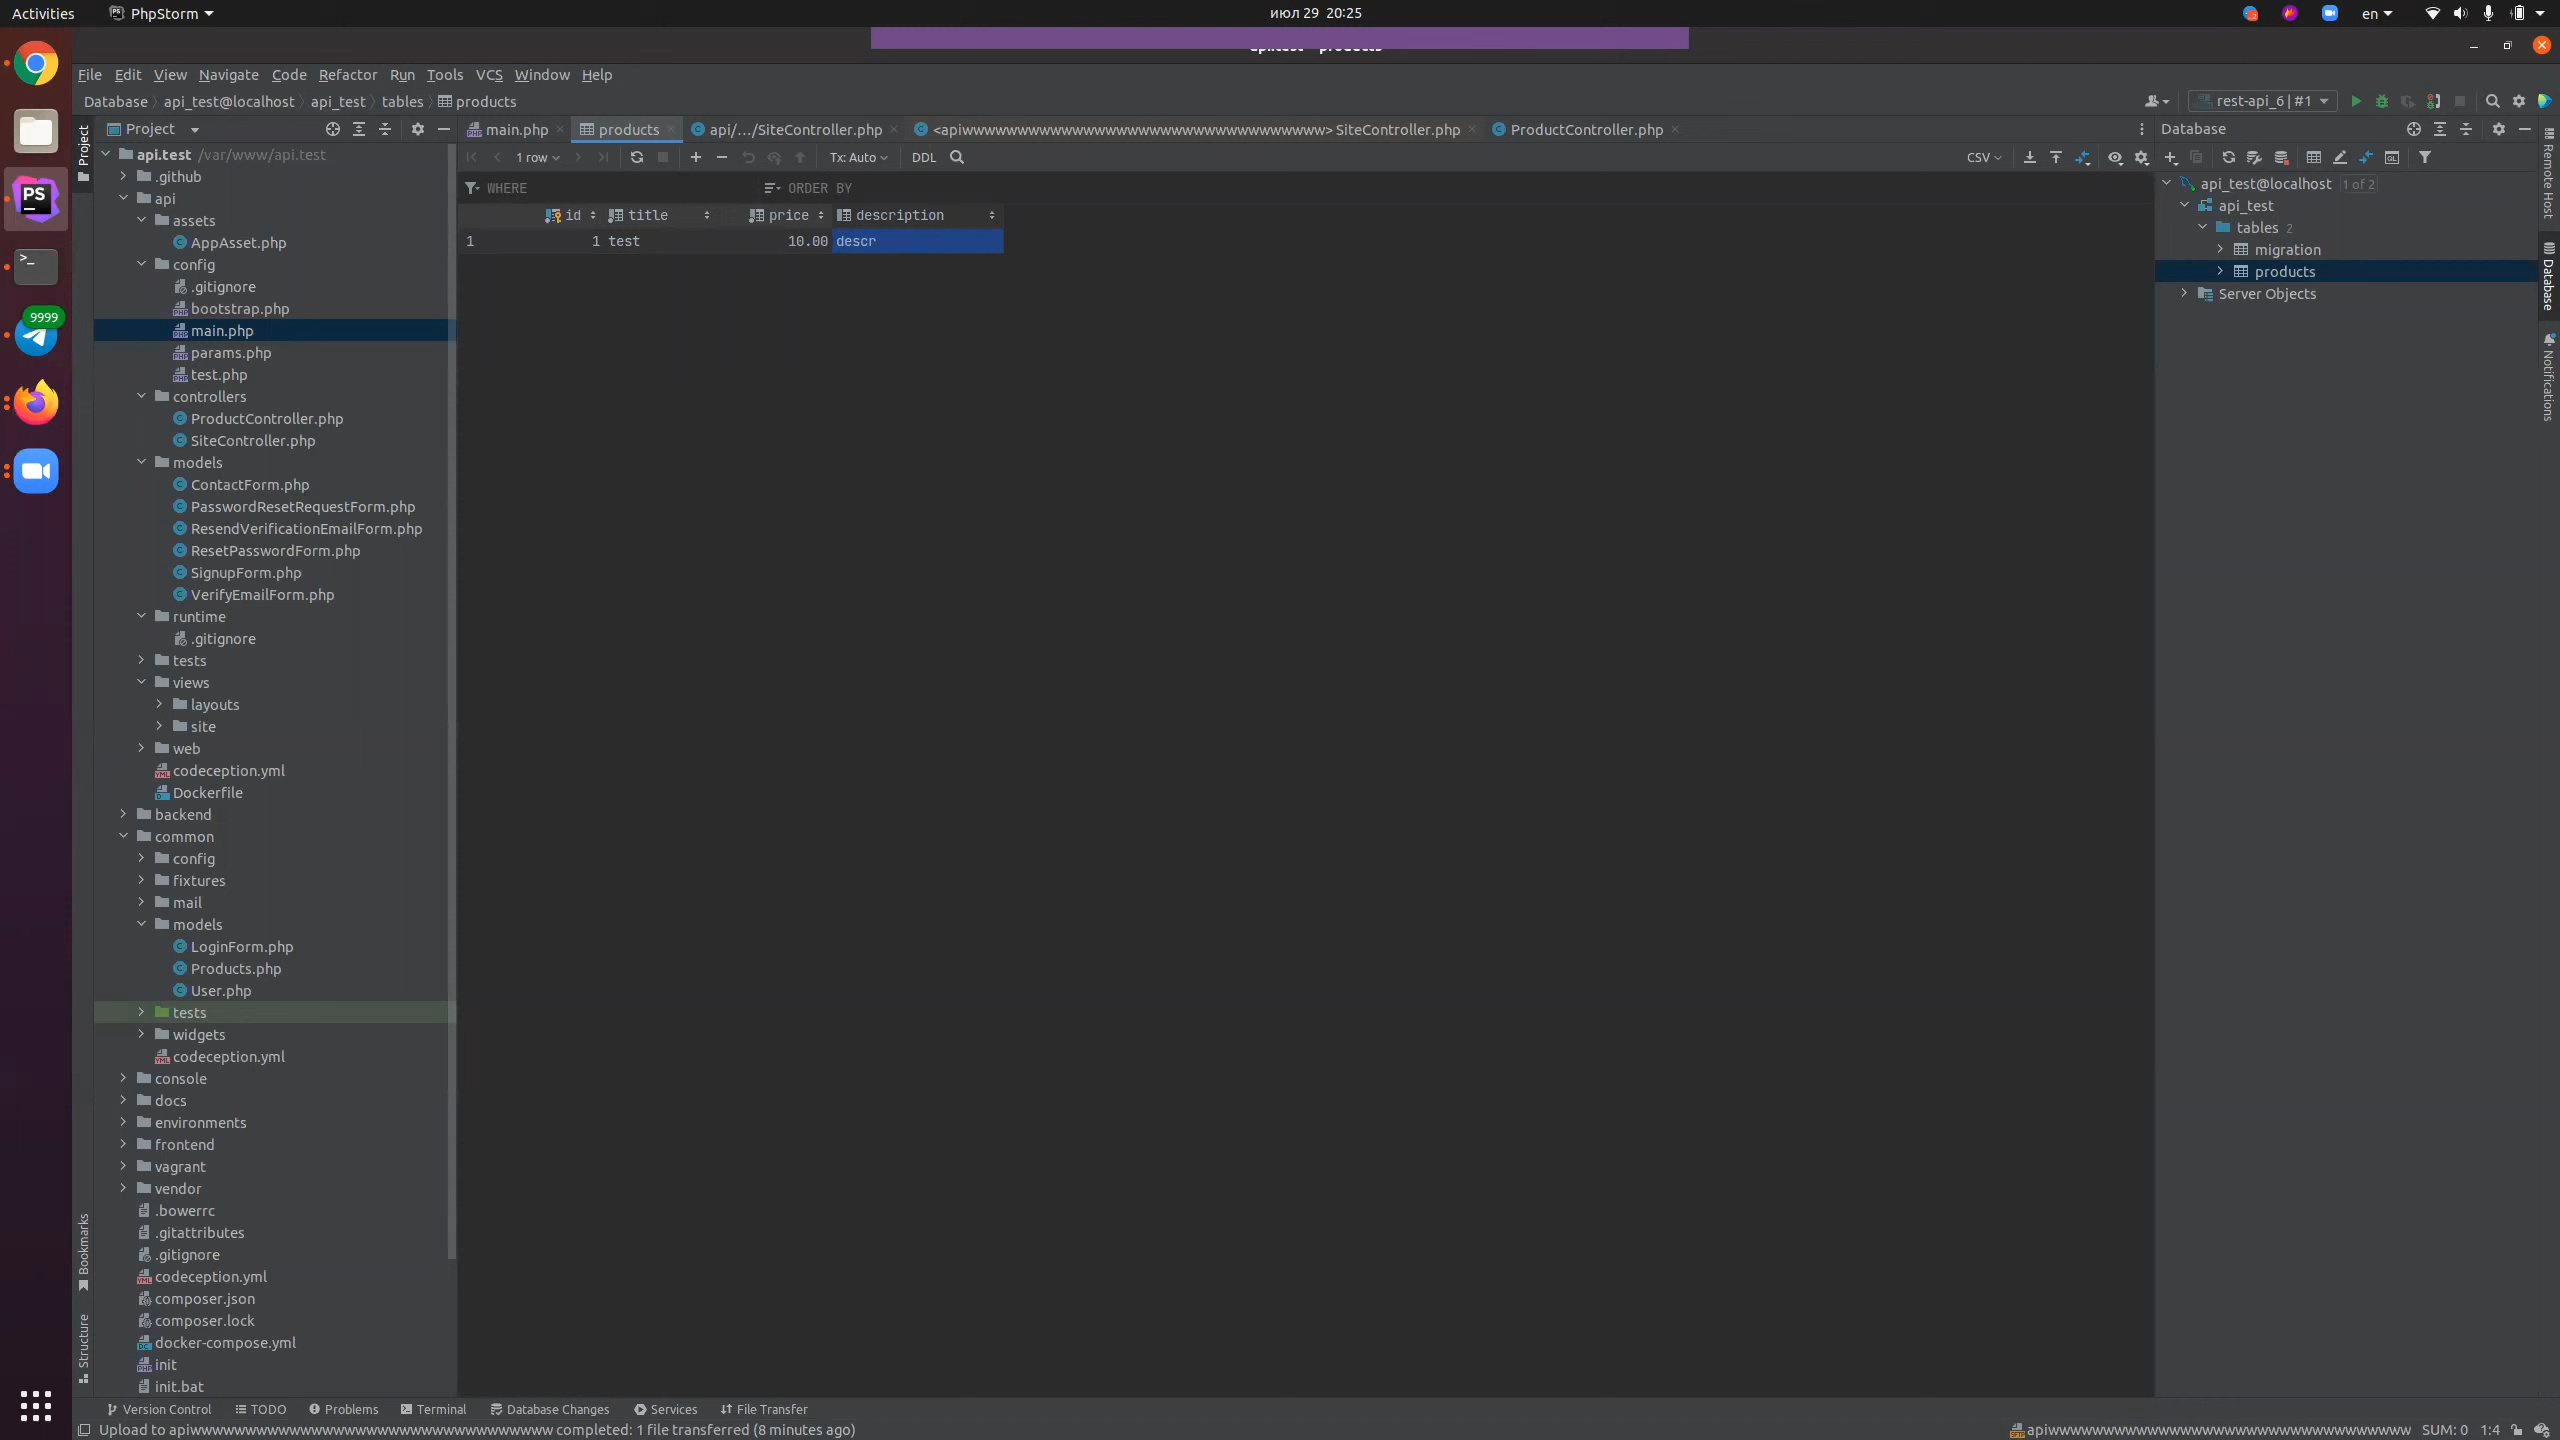 Activities
PhpStorm
июл 29 20:25
en
File Edit View Navigate Code Refactor Run Tools VCS Window Help
Database
api_test@localhost
api_test
tables
products
rest-api_6 | #1
Project
main.php
products
api/.../SiteController.php
<apiwwwwwwwwwwwwwwwwwwwwwwwwwwwwwwwww> SiteController.php
ProductController.php
Database
1 row
Tx: Auto
DDL
CSV
WHERE
ORDER BY
id
title
price
description
1
1
test
10.00
descr
PS
9999
Project
Bookmarks
Structure
api.test /var/www/api.test
.github
api
assets
AppAsset.php
config
.gitignore
bootstrap.php
main.php
params.php
test.php
controllers
ProductController.php
SiteController.php
models
ContactForm.php
PasswordResetRequestForm.php
ResendVerificationEmailForm.php
ResetPasswordForm.php
SignupForm.php
VerifyEmailForm.php
runtime
.gitignore
tests
views
layouts
site
web
codeception.yml
Dockerfile
backend
common
config
fixtures
mail
models
LoginForm.php
Products.php
User.php
tests
widgets
codeception.yml
console
docs
environments
frontend
vagrant
vendor
.bowerrc
.gitattributes
.gitignore
codeception.yml
composer.json
composer.lock
docker-compose.yml
init
init.bat
api_test@localhost 1 of 2
api_test
tables 2
migration
products
Server Objects
Remote Host
Database
Notifications
Version Control
TODO
Problems
Terminal
Database Changes
Services
File Transfer
Upload to apiwwwwwwwwwwwwwwwwwwwwwwwwwwwwwwwww completed: 1 file transferred (8 minutes ago)
apiwwwwwwwwwwwwwwwwwwwwwwwwwwwwwwwww
SUM: 0
1:4